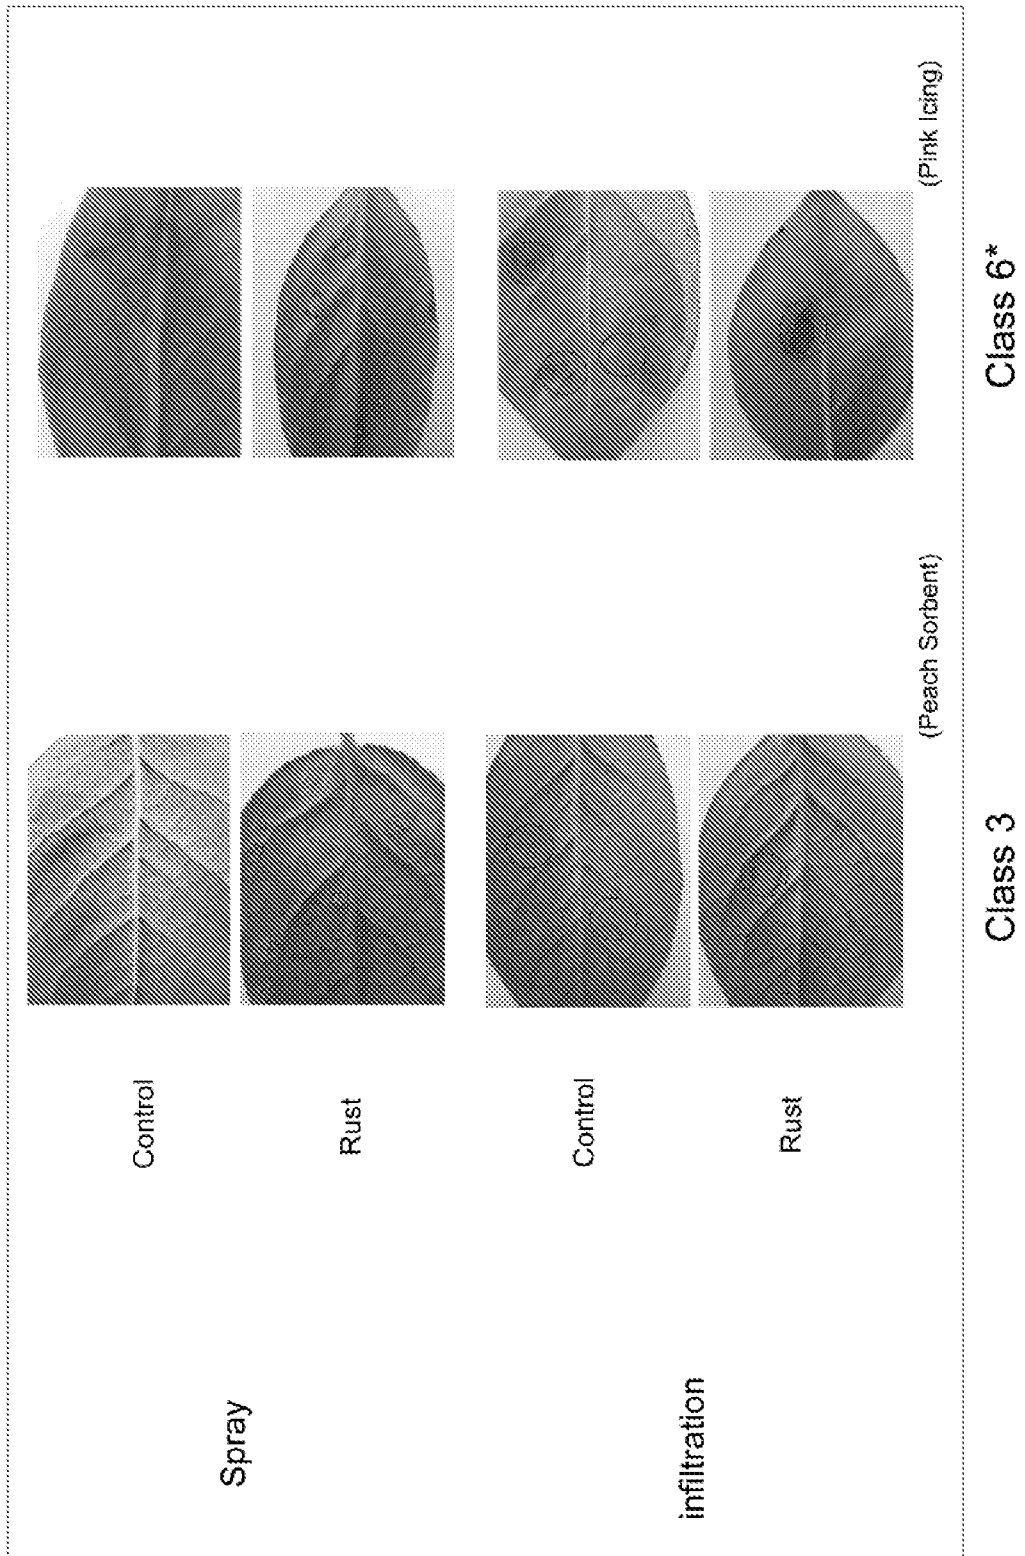 Spray
Control
Rust
infiltration
Control
Rust
(Peach Sorbent)
(Pink Icing)
Class 3
Class 6*